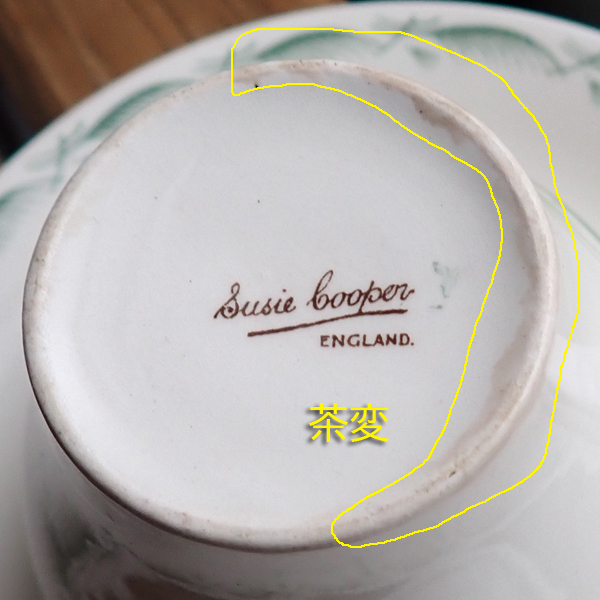 Susie Cooper
ENGLAND.
茶変